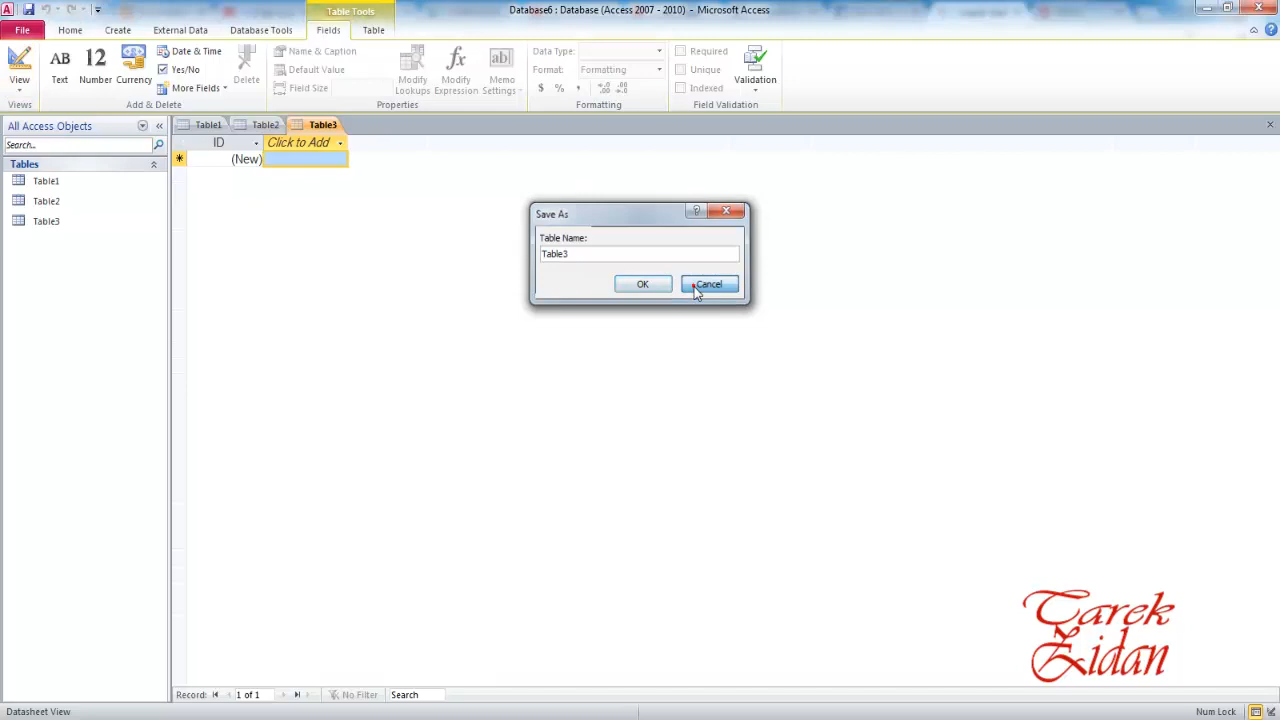 Table Tools
Database6 : Database (Access 2007 - 2010) - Microsoft Access
File
Home
Create
External Data
Database Tools
Fields
Table
View
Text
Number
Currency
Date & Time
Yes/No
More Fields
Delete
Name & Caption
Default Value
Field Size
Modify Lookups
Modify Expression
Memo Settings
Data Type:
Format:
Formatting
Required
Unique
Indexed
Validation
Views
Add & Delete
Properties
Formatting
Field Validation
All Access Objects
Table1
Table2
Table3
Search...
ID
Click to Add
(New)
Tables
Table1
Table2
Table3
Save As
Table Name:
Table3
OK
Cancel
Tarek
Zidan
Record:
1 of 1
No Filter
Search
Datasheet View
Num Lock